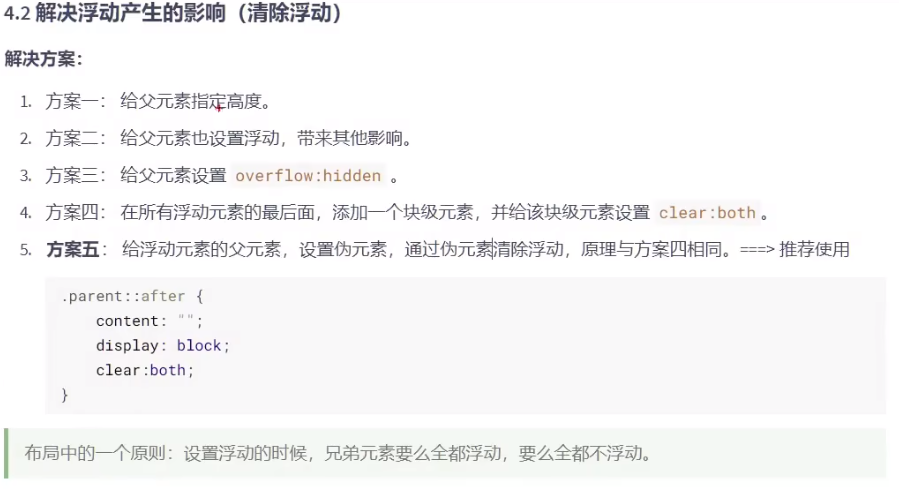 4.2 解决浮动产生的影响（清除浮动）
解决方案：
1. 方案一： 给父元素指定高度。
2. 方案二： 给父元素也设置浮动，带来其他影响。
3. 方案三： 给父元素设置 overflow:hidden 。
4. 方案四： 在所有浮动元素的最后面，添加一个块级元素，并给该块级元素设置 clear:both 。
5. 方案五： 给浮动元素的父元素，设置伪元素，通过伪元素清除浮动，原理与方案四相同。===> 推荐使用
.parent::after {
    content: "";
    display: block;
    clear:both;
}
布局中的一个原则：设置浮动的时候，兄弟元素要么全都浮动，要么全都不浮动。